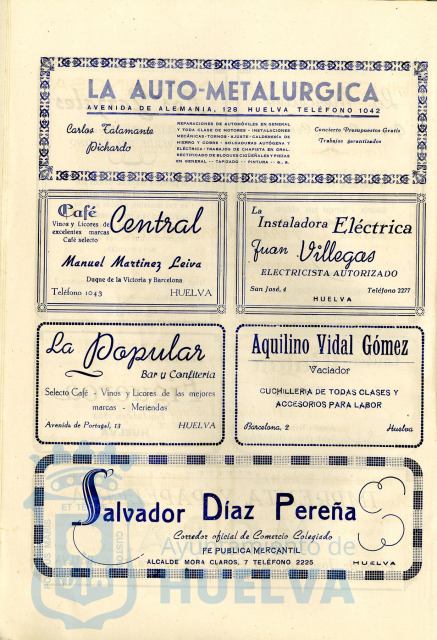 LA AUTO-METALURGICA
AVENIDA DE ALEMANIA, 128 HUELVA TELÉFONO 1042
Carlos Talamante
Pichardo
REPARACIONES DE AUTOMÓVILES EN GENERAL
Y TODA CLASE DE MOTORES - INSTALACIONES
MECÁNICA - TORNOS - AJUSTE - CALDERERÍA DE
HIERRO Y COBRE - SOLDADURAS AUTÓGENA Y
ELÉCTRICA - TRABAJOS DE CHAPISTA EN GRAL.
RECTIFICADO DE BLOQUES CIGÜEÑALES Y PIEZAS
EN GENERAL - TAPIZADO - PINTURA
Concierto Presupuestos Gratis
Trabajos garantizados
Café Central
Vinos y Licores de
excelentes marcas
Café selecto
Manuel Martínez Leiva
Duque de la Victoria y Barcelona
Teléfono 1043 HUELVA
La
Instaladora Eléctrica
Juan Villegas
ELECTRICISTA AUTORIZADO
San José, 4 Teléfono 2277
HUELVA
La Popular
Bar y Confitería
Selecto Café - Vinos y Licores de las mejores
marcas - Meriendas
Avenida de Portugal, 13 HUELVA
Aquilino Vidal Gómez
Vaciador
CUCHILLERIA DE TODAS CLASES Y
ACCESORIOS PARA LABOR
Barcelona, 2 Huelva
Salvador Díaz Pereña
Corredor oficial de Comercio Colegiado
FE PUBLICA MERCANTIL
ALCALDE MORA CLAROS, 7 TELÉFONO 2225 HUELVA
Ayuntamiento de
HUELVA